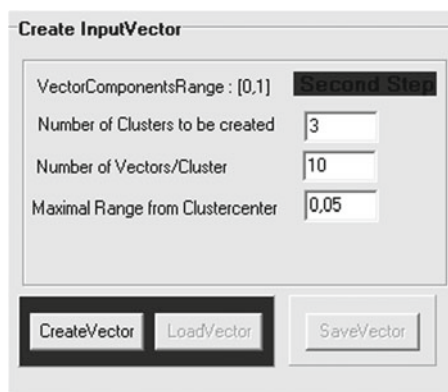 Create InputVector
VectorComponentsRange : [0,1] Second Step
Number of Clusters to be created 3
Number of Vectors/Cluster 10
Maximal Range from Clustercenter 0,05
CreateVector LoadVector SaveVector